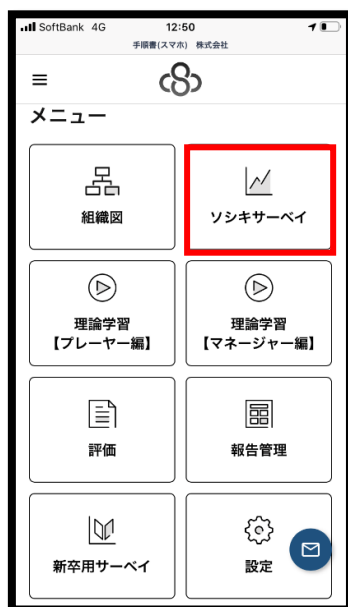 SoftBank 4G 12:50
手順書(スマホ) 株式会社
メニュー
組織図
ソシキサーベイ
理論学習
【プレーヤー編】
理論学習
【マネージャー編】
評価
報告管理
新卒用サーベイ
設定